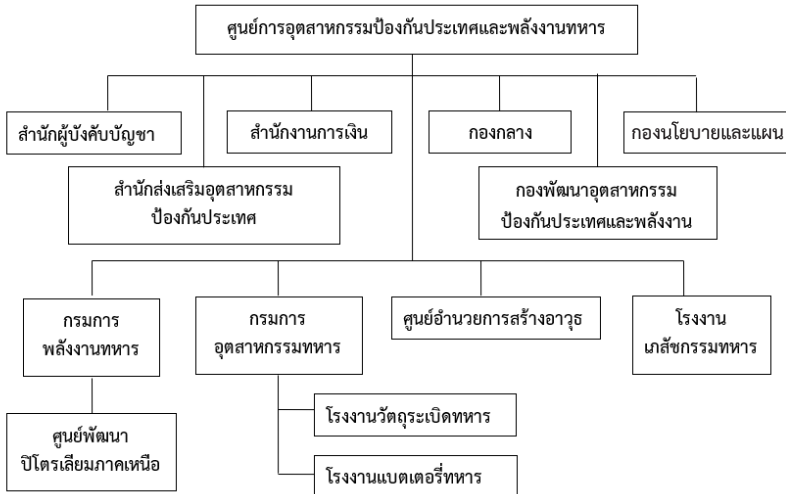 ศูนย์การอุตสาหกรรมป้องกันประเทศและพลังงานทหาร
สำนักผู้บังคับบัญชา
สำนักงานการเงิน
กองกลาง
กองนโยบายและแผน
สำนักส่งเสริมอุตสาหกรรม
ป้องกันประเทศ
กองพัฒนาอุตสาหกรรม
ป้องกันประเทศและพลังงาน
กรมการ
พลังงานทหาร
กรมการ
อุตสาหกรรมทหาร
ศูนย์อำนวยการสร้างอาวุธ
โรงงาน
เภสัชกรรมทหาร
ศูนย์พัฒนา
ปิโตรเลียมภาคเหนือ
โรงงานวัตถุระเบิดทหาร
โรงงานแบตเตอรี่ทหาร